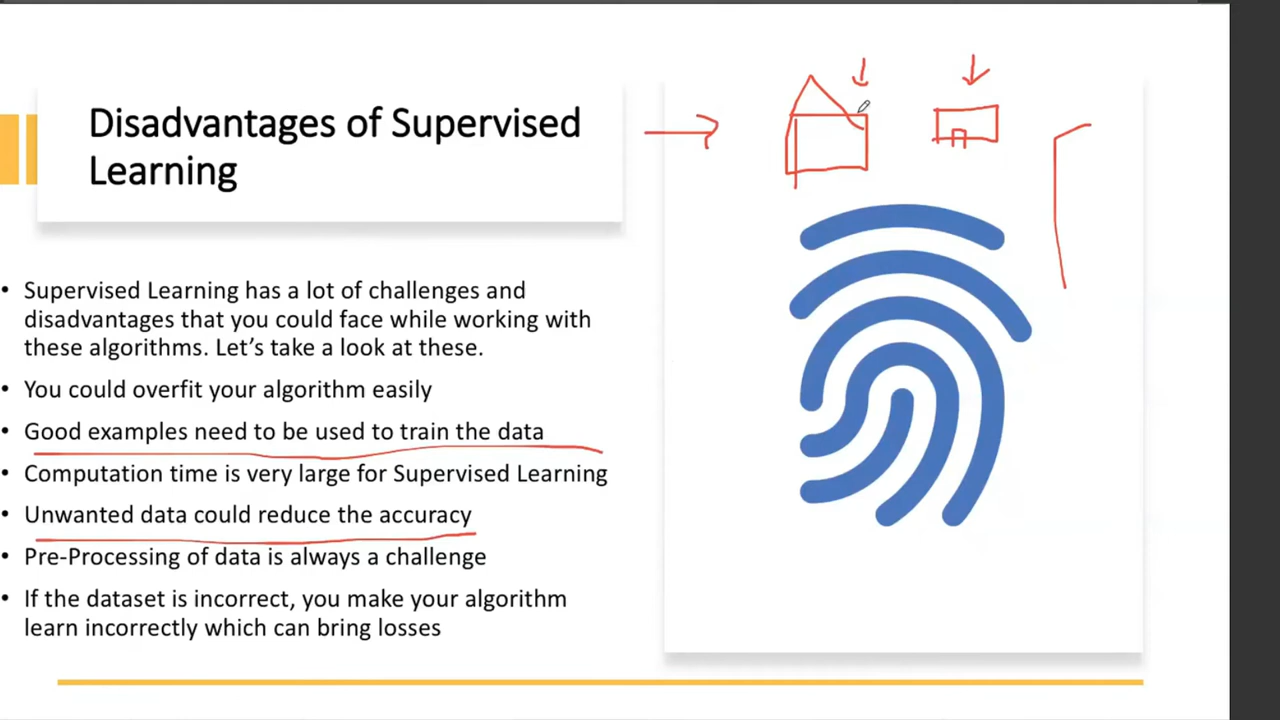 Disadvantages of Supervised
Learning
• Supervised Learning has a lot of challenges and
disadvantages that you could face while working with
these algorithms. Let’s take a look at these.
• You could overfit your algorithm easily
• Good examples need to be used to train the data
• Computation time is very large for Supervised Learning
• Unwanted data could reduce the accuracy
• Pre-Processing of data is always a challenge
• If the dataset is incorrect, you make your algorithm
learn incorrectly which can bring losses